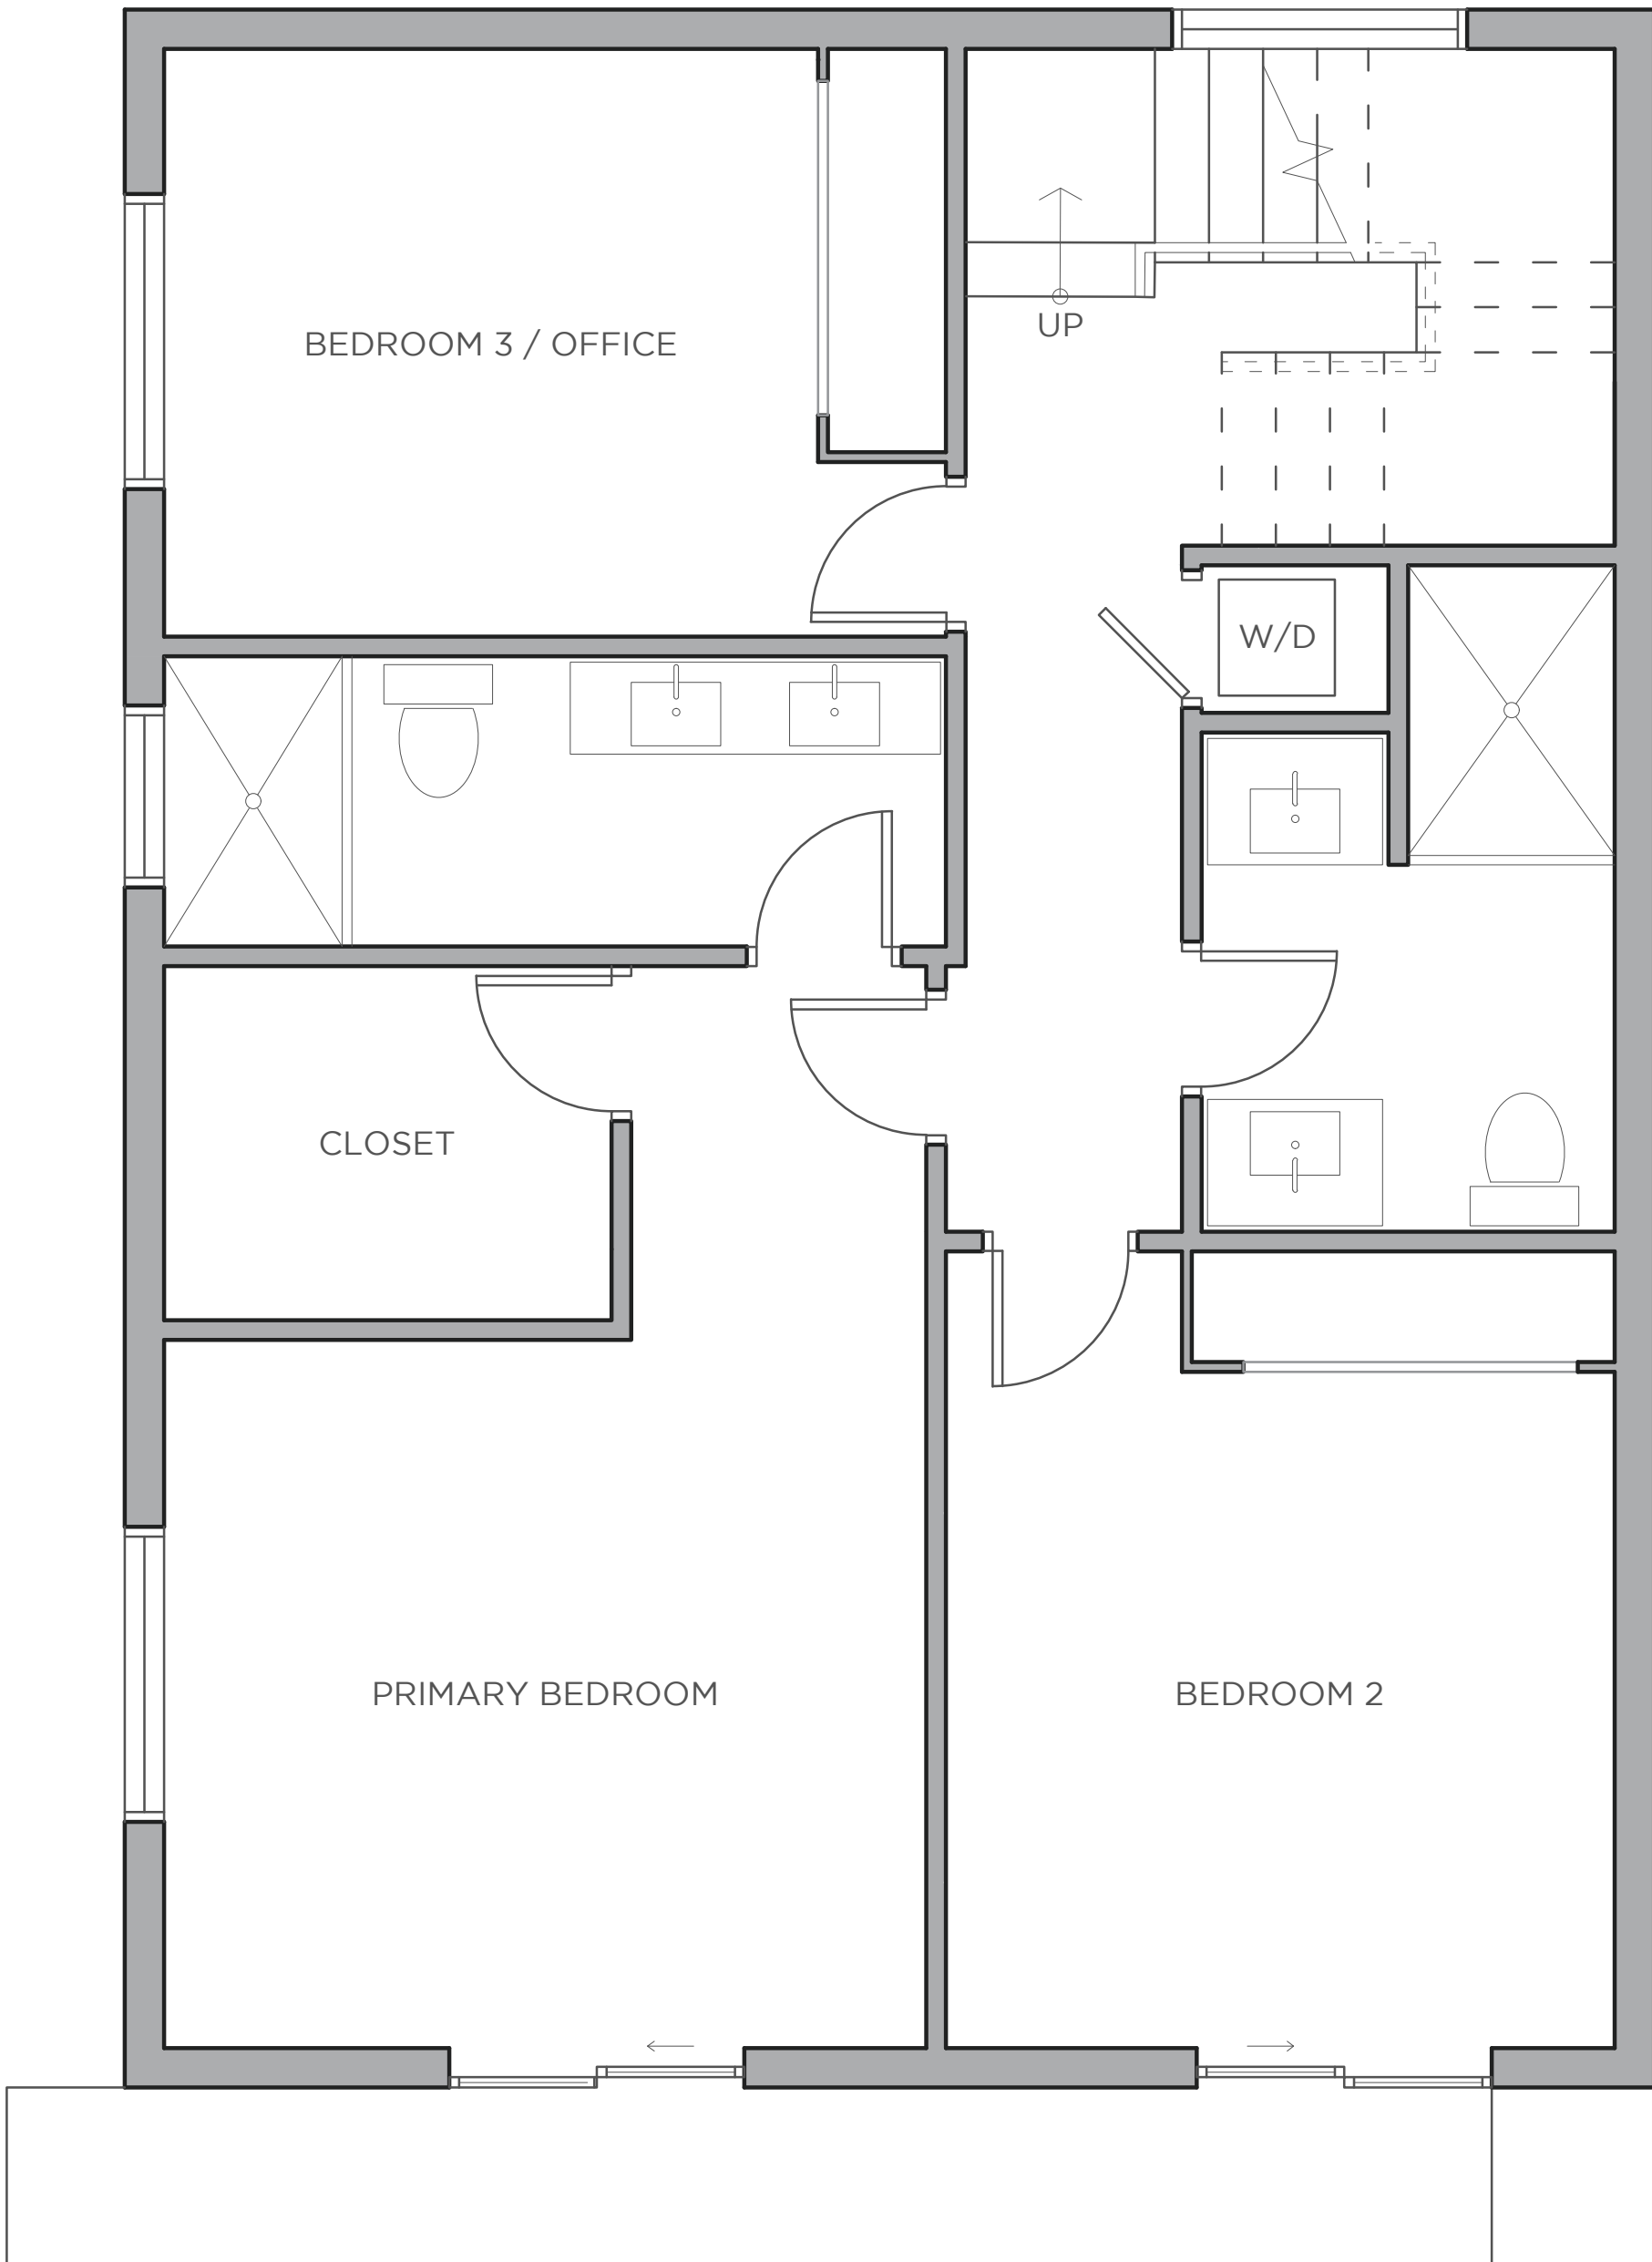 BEDROOM 3 / OFFICE
UP
W/D
CLOSET
PRIMARY BEDROOM
BEDROOM 2